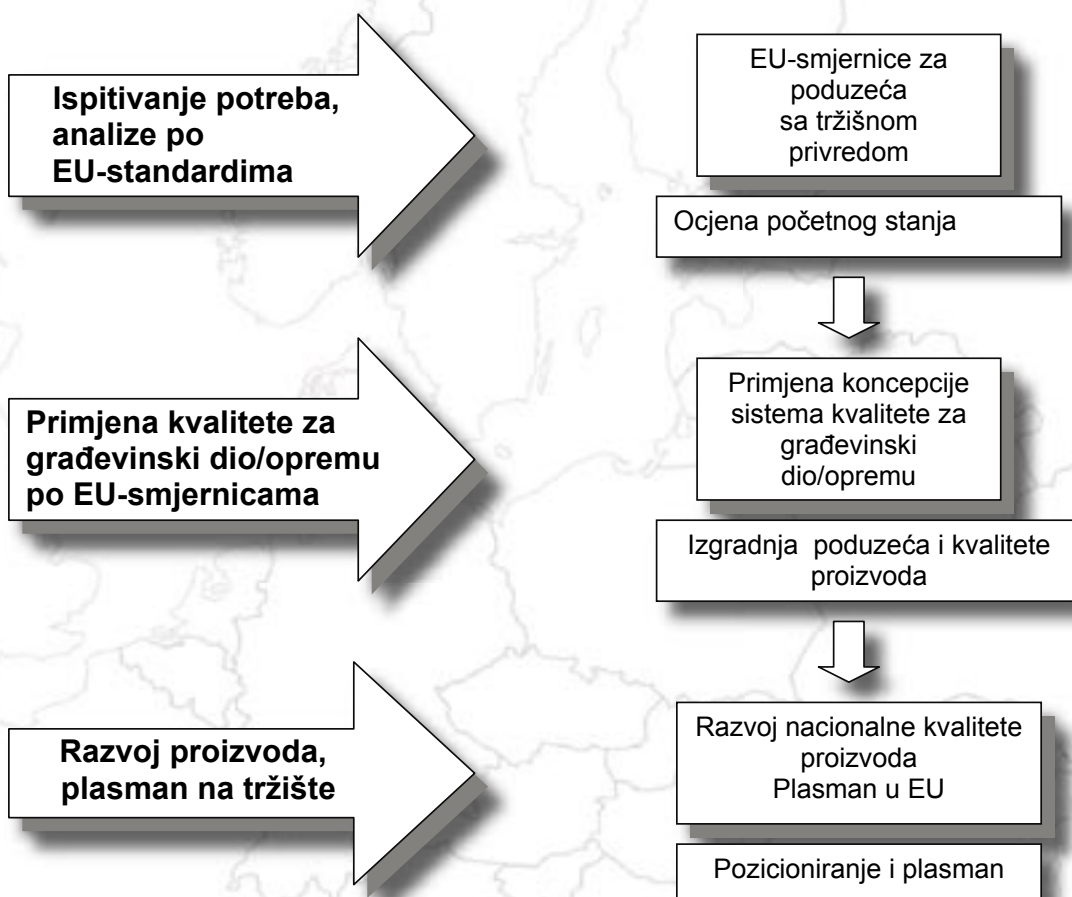 Ispitivanje potreba,
analize po
EU-standardima
EU-smjernice za
poduzeća
sa tržišnom
privredom
Ocjena početnog stanja
Primjena kvalitete za
građevinski dio/opremu
po EU-smjernicama
Primjena koncepcije
sistema kvalitete za
građevinski
dio/opremu
Izgradnja poduzeća i kvalitete
proizvoda
Razvoj proizvoda,
plasman na tržište
Razvoj nacionalne kvalitete
proizvoda
Plasman u EU
Pozicioniranje i plasman